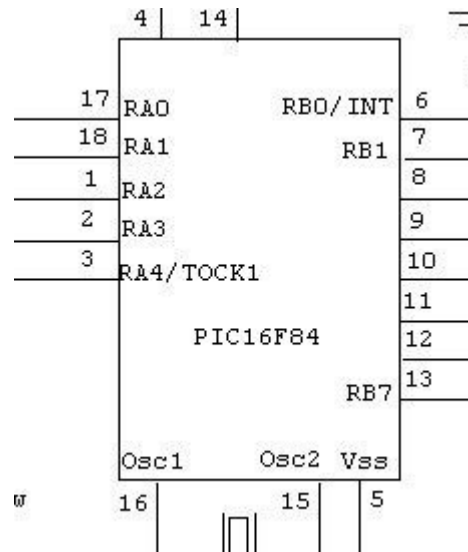 4 14
17 RA0 RB0/INT 6
18 RA1 RB1 7
1 RA2 8
2 RA3 9
3 RA4/TOCK1 10
11
PIC16F84 12
RB7 13
Osc1 Osc2 Vss
w 16 15 5